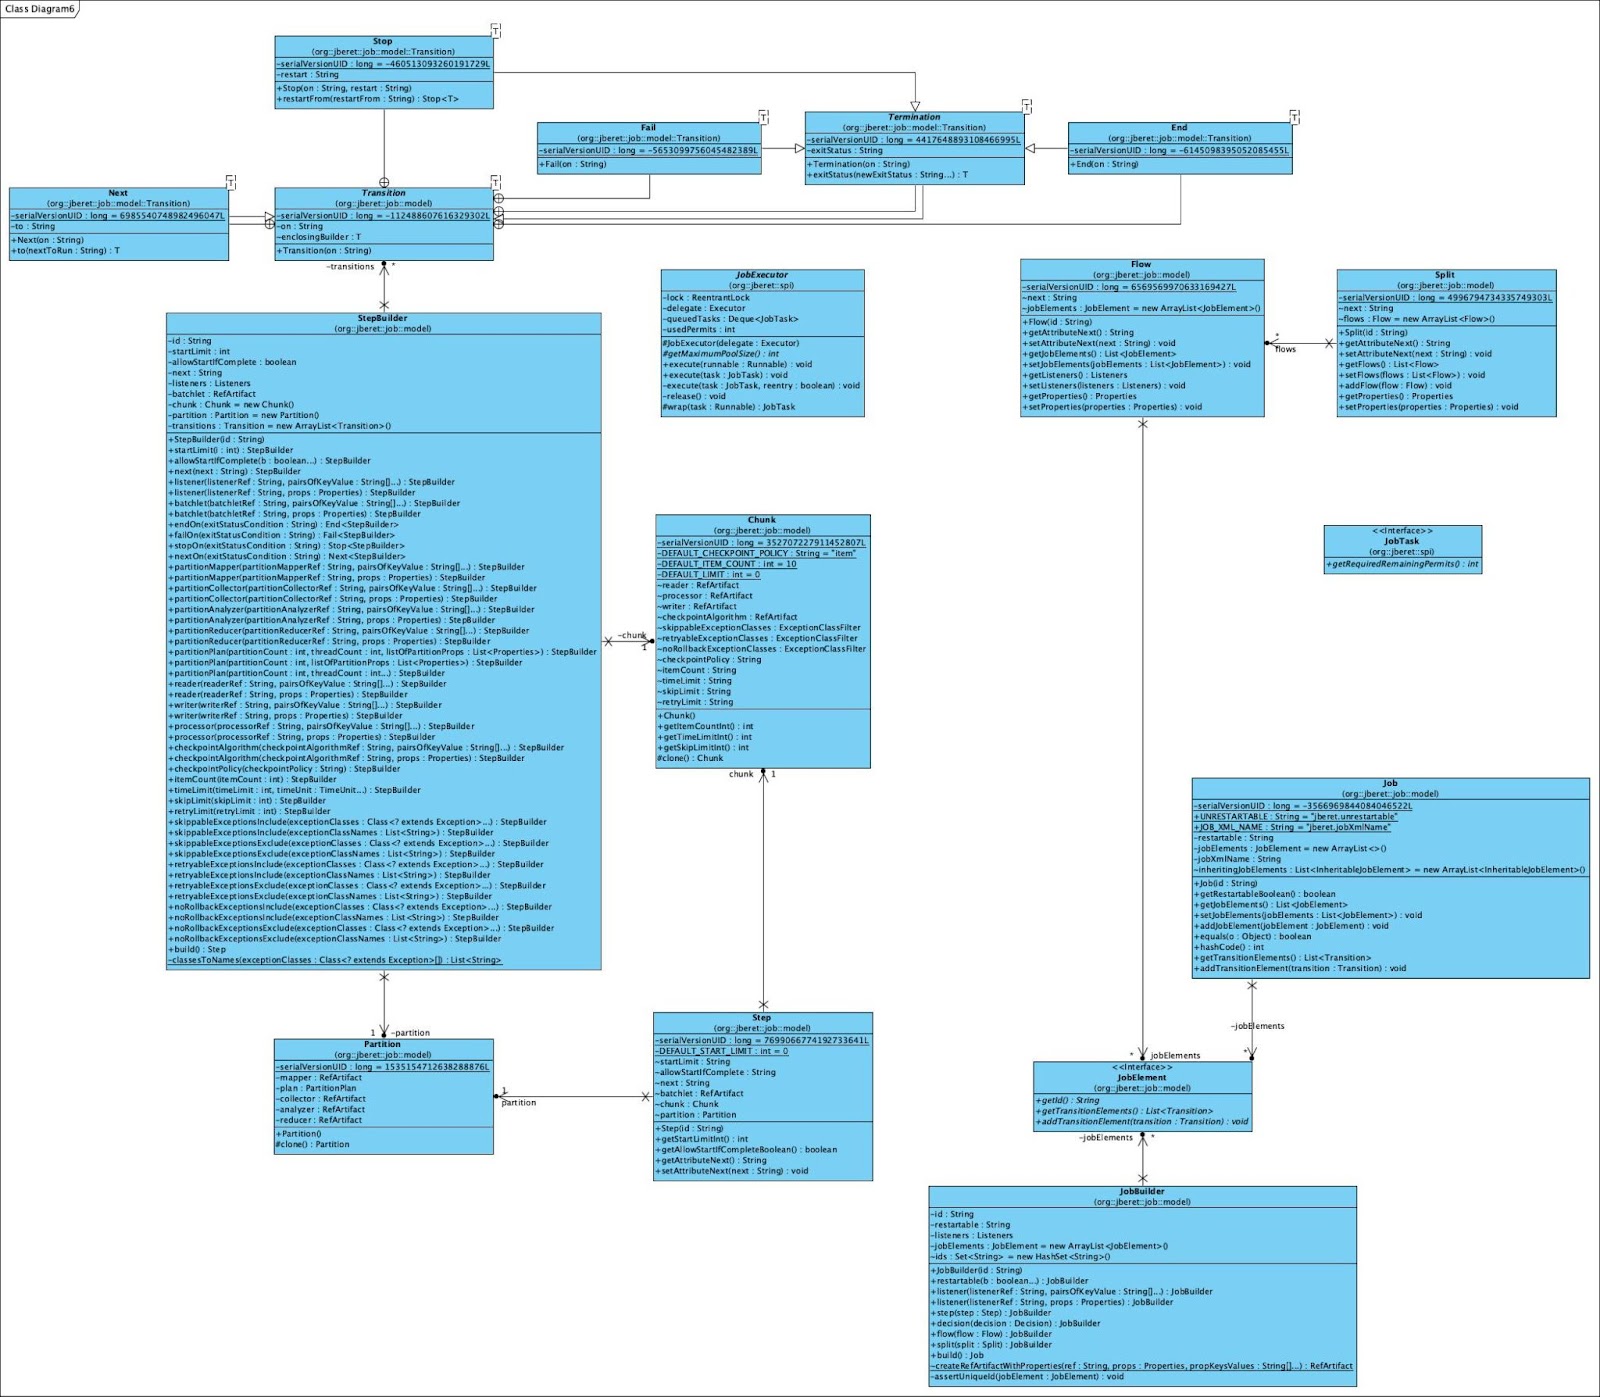 Class Diagram6
T
Stop
(org::jberet::job::model::Transition)
-serialVersionUID : long = -460513093260191729L
-restart : String
+Stop(on : String, restart : String)
+restartFrom(restartFrom : String) : Stop<T>
T
Fail
(org::jberet::job::model::Transition)
-serialVersionUID : long = -5653099756045482389L
+Fail(on : String)
T
Termination
(org::jberet::job::model::Transition)
-serialVersionUID : long = 4417648893108466995L
-exitStatus : String
+Termination(on : String)
+exitStatus(newExitStatus : String...) : T
T
End
(org::jberet::job::model::Transition)
-serialVersionUID : long = -6145098395052085455L
+End(on : String)
T
Next
(org::jberet::job::model::Transition)
-serialVersionUID : long = 6985540748982496047L
-to : String
+Next(on : String)
+to(nextToRun : String) : T
T
Transition
(org::jberet::job::model)
-serialVersionUID : long = -112488607616329302L
-on : String
~enclosingBuilder : T
+Transition(on : String)
T
-transitions
*
StepBuilder
(org::jberet::job::model)
-id : String
-startLimit : int
-allowStartIfComplete : boolean
-next : String
-listeners : Listeners
-batchlet : RefArtifact
-chunk : Chunk = new Chunk()
-partition : Partition = new Partition()
-transitions : Transition = new ArrayList<Transition>()
+StepBuilder(id : String)
+startLimit(i : int) : StepBuilder
+allowStartIfComplete(b : boolean...) : StepBuilder
+next(next : String) : StepBuilder
+listener(listenerRef : String, pairsOfKeyValue : String[]...) : StepBuilder
+listener(listenerRef : String, props : Properties) : StepBuilder
+batchlet(batchletRef : String, pairsOfKeyValue : String[]...) : StepBuilder
+batchlet(batchletRef : String, props : Properties) : StepBuilder
+endOn(exitStatusCondition : String) : End<StepBuilder>
+failOn(exitStatusCondition : String) : Fail<StepBuilder>
+stopOn(exitStatusCondition : String) : Stop<StepBuilder>
+nextOn(exitStatusCondition : String) : Next<StepBuilder>
+partitionMapper(partitionMapperRef : String, pairsOfKeyValue : String[]...) : StepBuilder
+partitionMapper(partitionMapperRef : String, props : Properties) : StepBuilder
+partitionCollector(partitionCollectorRef : String, pairsOfKeyValue : String[]...) : StepBuilder
+partitionCollector(partitionCollectorRef : String, props : Properties) : StepBuilder
+partitionAnalyzer(partitionAnalyzerRef : String, pairsOfKeyValue : String[]...) : StepBuilder
+partitionAnalyzer(partitionAnalyzerRef : String, props : Properties) : StepBuilder
+partitionReducer(partitionReducerRef : String, pairsOfKeyValue : String[]...) : StepBuilder
+partitionReducer(partitionReducerRef : String, props : Properties) : StepBuilder
+partitionPlan(partitionCount : int, threadCount : int, listOfPartitionProps : List<Properties>) : StepBuilder
+partitionPlan(partitionCount : int, listOfPartitionProps : List<Properties>) : StepBuilder
+partitionPlan(partitionCount : int, threadCount : int...) : StepBuilder
+reader(readerRef : String, pairsOfKeyValue : String[]...) : StepBuilder
+reader(readerRef : String, props : Properties) : StepBuilder
+writer(writerRef : String, pairsOfKeyValue : String[]...) : StepBuilder
+writer(writerRef : String, props : Properties) : StepBuilder
+processor(processorRef : String, pairsOfKeyValue : String[]...) : StepBuilder
+processor(processorRef : String, props : Properties) : StepBuilder
+checkpointAlgorithm(checkpointAlgorithmRef : String, pairsOfKeyValue : String[]...) : StepBuilder
+checkpointAlgorithm(checkpointAlgorithmRef : String, props : Properties) : StepBuilder
+checkpointPolicy(checkpointPolicy : String) : StepBuilder
+itemCount(itemCount : int) : StepBuilder
+timeLimit(timeLimit : int, timeUnit : TimeUnit...) : StepBuilder
+skipLimit(skipLimit : int) : StepBuilder
+retryLimit(retryLimit : int) : StepBuilder
+skippableExceptionsInclude(exceptionClasses : Class<? extends Exception>...) : StepBuilder
+skippableExceptionsInclude(exceptionClassNames : List<String>) : StepBuilder
+skippableExceptionsExclude(exceptionClasses : Class<? extends Exception>...) : StepBuilder
+skippableExceptionsExclude(exceptionClassNames : List<String>) : StepBuilder
+retryableExceptionsInclude(exceptionClasses : Class<? extends Exception>...) : StepBuilder
+retryableExceptionsInclude(exceptionClassNames : List<String>) : StepBuilder
+retryableExceptionsExclude(exceptionClasses : Class<? extends Exception>...) : StepBuilder
+retryableExceptionsExclude(exceptionClassNames : List<String>) : StepBuilder
+noRollbackExceptionsInclude(exceptionClasses : Class<? extends Exception>...) : StepBuilder
+noRollbackExceptionsInclude(exceptionClassNames : List<String>) : StepBuilder
+noRollbackExceptionsExclude(exceptionClasses : Class<? extends Exception>...) : StepBuilder
+noRollbackExceptionsExclude(exceptionClassNames : List<String>) : StepBuilder
+build() : Step
-classesToNames(exceptionClasses : Class<? extends Exception>[]) : List<String>
JobExecutor
(org::jberet::spi)
-lock : ReentrantLock
-delegate : Executor
-queuedTasks : Deque<JobTask>
-usedPermits : int
#JobExecutor(delegate : Executor)
#getMaximumPoolSize() : int
+execute(runnable : Runnable) : void
+execute(task : JobTask) : void
-execute(task : JobTask, reentry : boolean) : void
-release() : void
#wrap(task : Runnable) : JobTask
Flow
(org::jberet::job::model)
-serialVersionUID : long = 6569569970633169427L
~next : String
~jobElements : JobElement = new ArrayList<JobElement>()
+Flow(id : String)
+getAttributeNext() : String
+setAttributeNext(next : String) : void
+getJobElements() : List<JobElement>
+setJobElements(jobElements : List<JobElement>) : void
+getListeners() : Listeners
+setListeners(listeners : Listeners) : void
+getProperties() : Properties
+setProperties(properties : Properties) : void
*
flows
Split
(org::jberet::job::model)
-serialVersionUID : long = 4996794734335749303L
~next : String
~flows : Flow = new ArrayList<Flow>()
+Split(id : String)
+getAttributeNext() : String
+setAttributeNext(next : String) : void
+getFlows() : List<Flow>
+setFlows(flows : List<Flow>) : void
+addFlow(flow : Flow) : void
+getProperties() : Properties
+setProperties(properties : Properties) : void
<<Interface>>
JobTask
(org::jberet::spi)
+getRequiredRemainingPermits() : int
-chunk
1
Chunk
(org::jberet::job::model)
-serialVersionUID : long = 352707227911452807L
-DEFAULT_CHECKPOINT_POLICY : String = "item"
-DEFAULT_ITEM_COUNT : int = 10
-DEFAULT_LIMIT : int = 0
~reader : RefArtifact
~processor : RefArtifact
~writer : RefArtifact
~checkpointAlgorithm : RefArtifact
~skippableExceptionClasses : ExceptionClassFilter
~retryableExceptionClasses : ExceptionClassFilter
~noRollbackExceptionClasses : ExceptionClassFilter
~checkpointPolicy : String
~itemCount : String
~timeLimit : String
~skipLimit : String
~retryLimit : String
+Chunk()
+getItemCountInt() : int
+getTimeLimitInt() : int
+getSkipLimitInt() : int
#clone() : Chunk
chunk
1
Job
(org::jberet::job::model)
-serialVersionUID : long = -3566969844084046522L
+UNRESTARTABLE : String = "jberet.unrestartable"
+JOB_XML_NAME : String = "jberet.jobXmlName"
-restartable : String
-jobElements : JobElement = new ArrayList<>()
-jobXmlName : String
-inheritingJobElements : List<InheritableJobElement> = new ArrayList<InheritableJobElement>()
+Job(id : String)
+getRestartableBoolean() : boolean
+getJobElements() : List<JobElement>
+setJobElements(jobElements : List<JobElement>) : void
+addJobElement(jobElement : JobElement) : void
+equals(o : Object) : boolean
+hashCode() : int
+getTransitionElements() : List<Transition>
+addTransitionElement(transition : Transition) : void
-jobElements
*
1
-partition
Partition
(org::jberet::job::model)
-serialVersionUID : long = 1535154712638288876L
-mapper : RefArtifact
-plan : PartitionPlan
-collector : RefArtifact
-analyzer : RefArtifact
-reducer : RefArtifact
+Partition()
#clone() : Partition
1
partition
Step
(org::jberet::job::model)
-serialVersionUID : long = 7699066774192733641L
-DEFAULT_START_LIMIT : int = 0
~startLimit : String
~allowStartIfComplete : String
~next : String
~batchlet : RefArtifact
~chunk : Chunk
~partition : Partition
+Step(id : String)
+getStartLimitInt() : int
+getAllowStartIfCompleteBoolean() : boolean
+getAttributeNext() : String
+setAttributeNext(next : String) : void
*
jobElements
<<Interface>>
JobElement
(org::jberet::job::model)
+getId() : String
+getTransitionElements() : List<Transition>
+addTransitionElement(transition : Transition) : void
-jobElements
*
JobBuilder
(org::jberet::job::model)
-id : String
-restartable : String
-listeners : Listeners
-jobElements : JobElement = new ArrayList<JobElement>()
~ids : Set<String> = new HashSet<String>()
+JobBuilder(id : String)
+restartable(b : boolean...) : JobBuilder
+listener(listenerRef : String, pairsOfKeyValue : String[]...) : JobBuilder
+listener(listenerRef : String, props : Properties) : JobBuilder
+step(step : Step) : JobBuilder
+decision(decision : Decision) : JobBuilder
+flow(flow : Flow) : JobBuilder
+split(split : Split) : JobBuilder
+build() : Job
~createRefArtifactWithProperties(ref : String, props : Properties, propKeysValues : String[]...) : RefArtifact
-assertUniqueId(jobElement : JobElement) : void